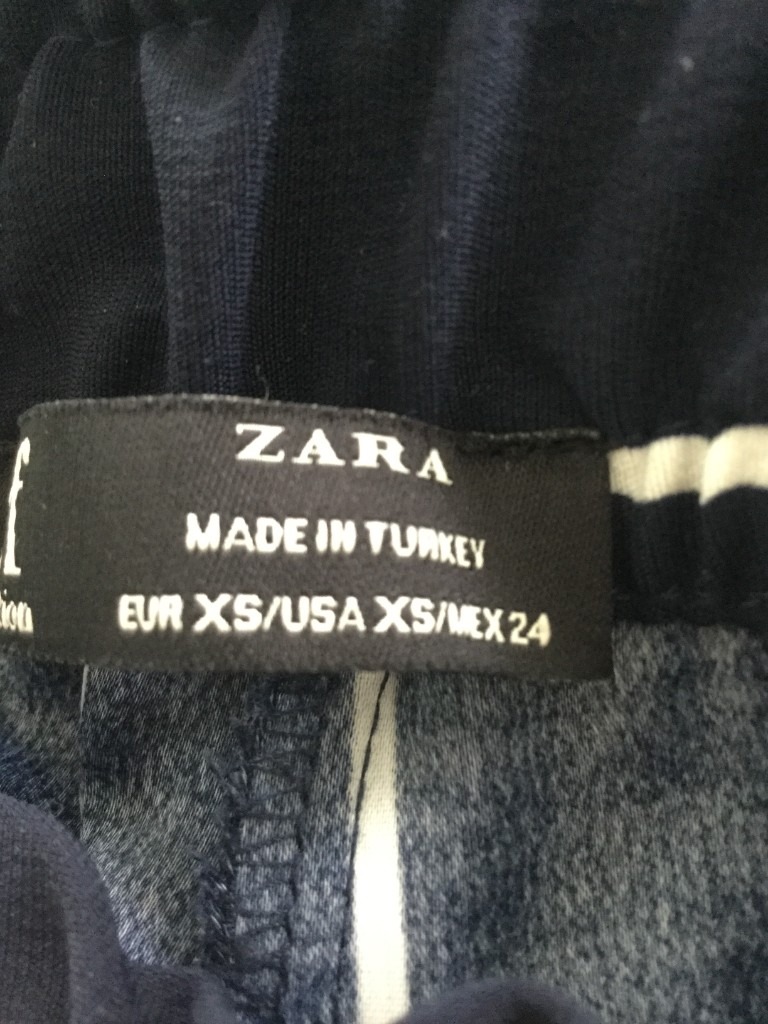 ZARA
MADE IN TURKEY
EUR XS/USA XS/MEX 24